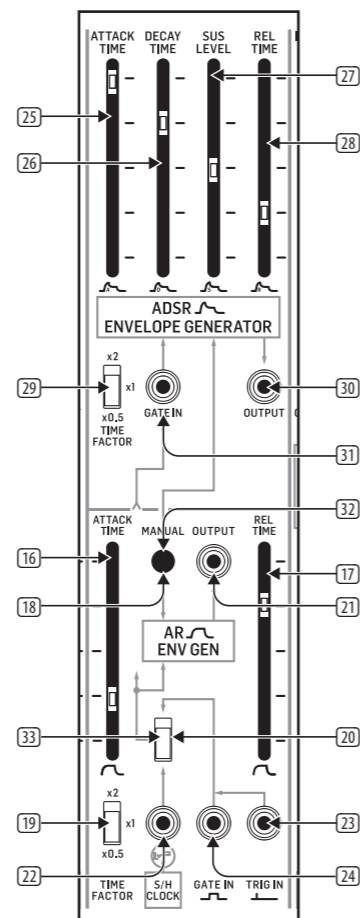 ATTACK TIME
DECAY TIME
SUS LEVEL
REL TIME
27
25
26
28
A
D
S
R
ADSR
ENVELOPE GENERATOR
x2
x1
x0.5
TIME FACTOR
29
GATE IN
OUTPUT
30
31
32
ATTACK TIME
MANUAL
OUTPUT
REL TIME
16
18
17
21
AR
ENV GEN
33
20
x2
x1
x0.5
TIME FACTOR
19
22
S/H CLOCK
GATE IN
TRIG IN
23
24